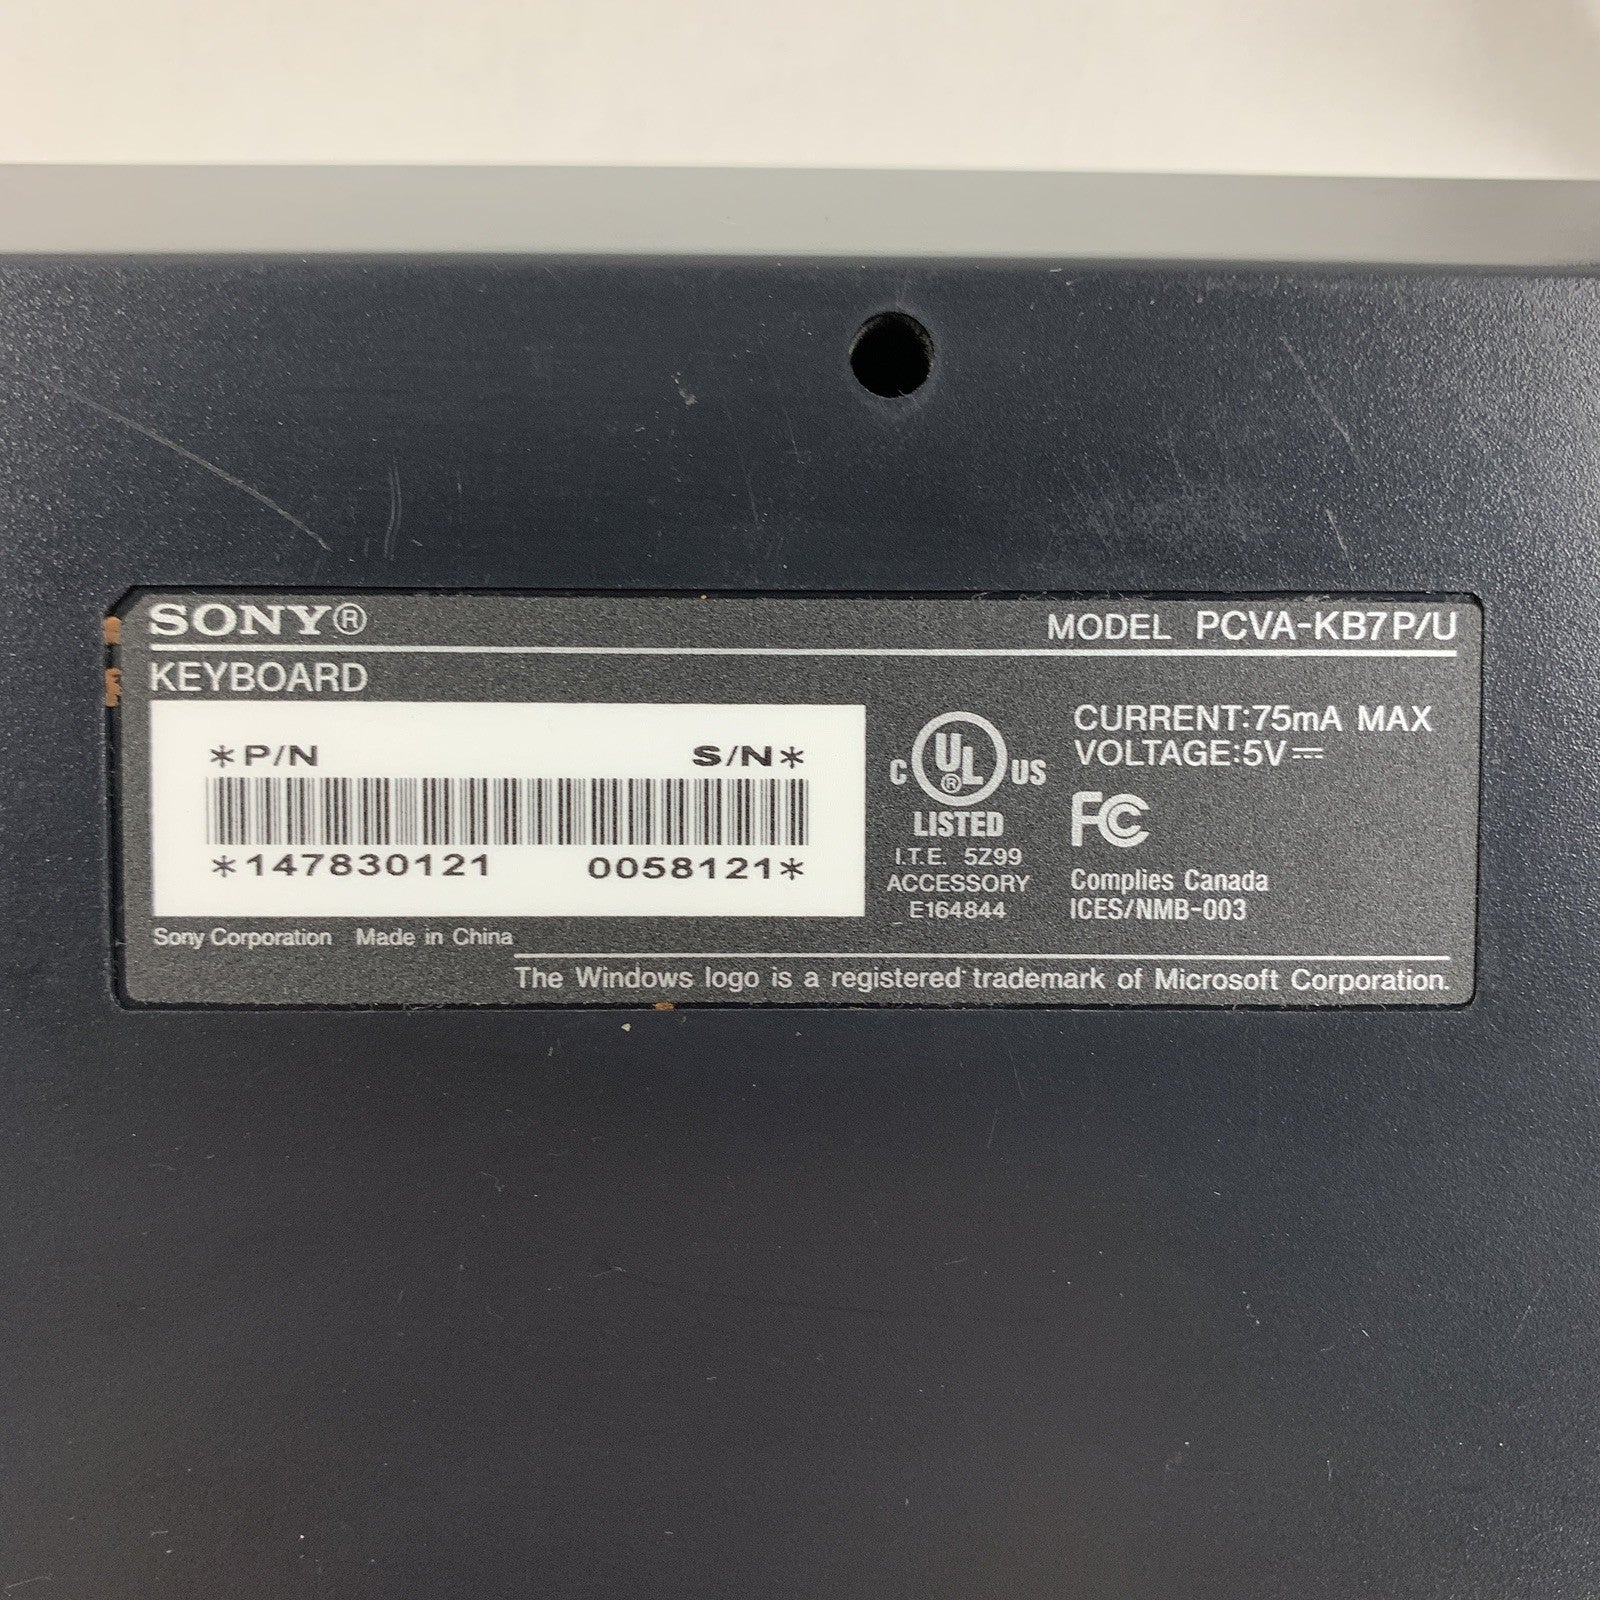 SONY®
MODEL PCVA-KB7P/U
KEYBOARD
*P/N S/N*
*147830121 0058121*
Sony Corporation Made in China
C UL® US
LISTED
I.T.E. 5Z99
ACCESSORY
E164844
CURRENT:75mA MAX
VOLTAGE:5V⎓
FC
Complies Canada
ICES/NMB-003
The Windows logo is a registered trademark of Microsoft Corporation.